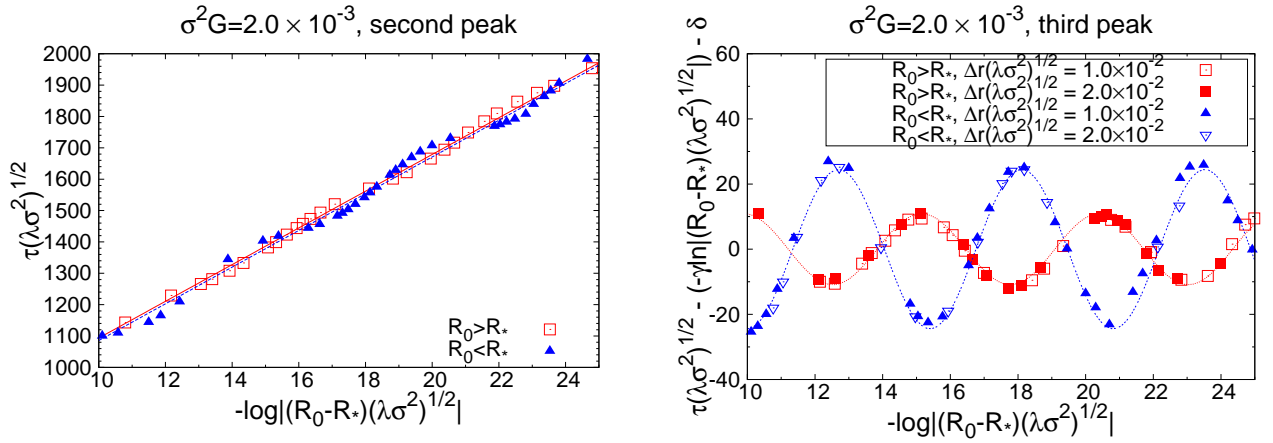 σ²G=2.0 × 10⁻³, second peak
τ(λσ²)^1/2
2000
1900
1800
1700
1600
1500
1400
1300
1200
1100
1000
R₀>R*
R₀<R*
10 12 14 16 18 20 22 24
-log|(R₀-R*)(λσ²)^1/2|
σ²G=2.0 × 10⁻³, third peak
τ(λσ²)^1/2 - (-γln|(R₀-R*)(λσ²)^1/2|) - δ
60
40
20
0
-20
-40
R₀>R*, Δr(λσ²)^1/2 = 1.0×10⁻²
R₀>R*, Δr(λσ²)^1/2 = 2.0×10⁻²
R₀<R*, Δr(λσ²)^1/2 = 1.0×10⁻²
R₀<R*, Δr(λσ²)^1/2 = 2.0×10⁻²
10 12 14 16 18 20 22 24
-log|(R₀-R*)(λσ²)^1/2|